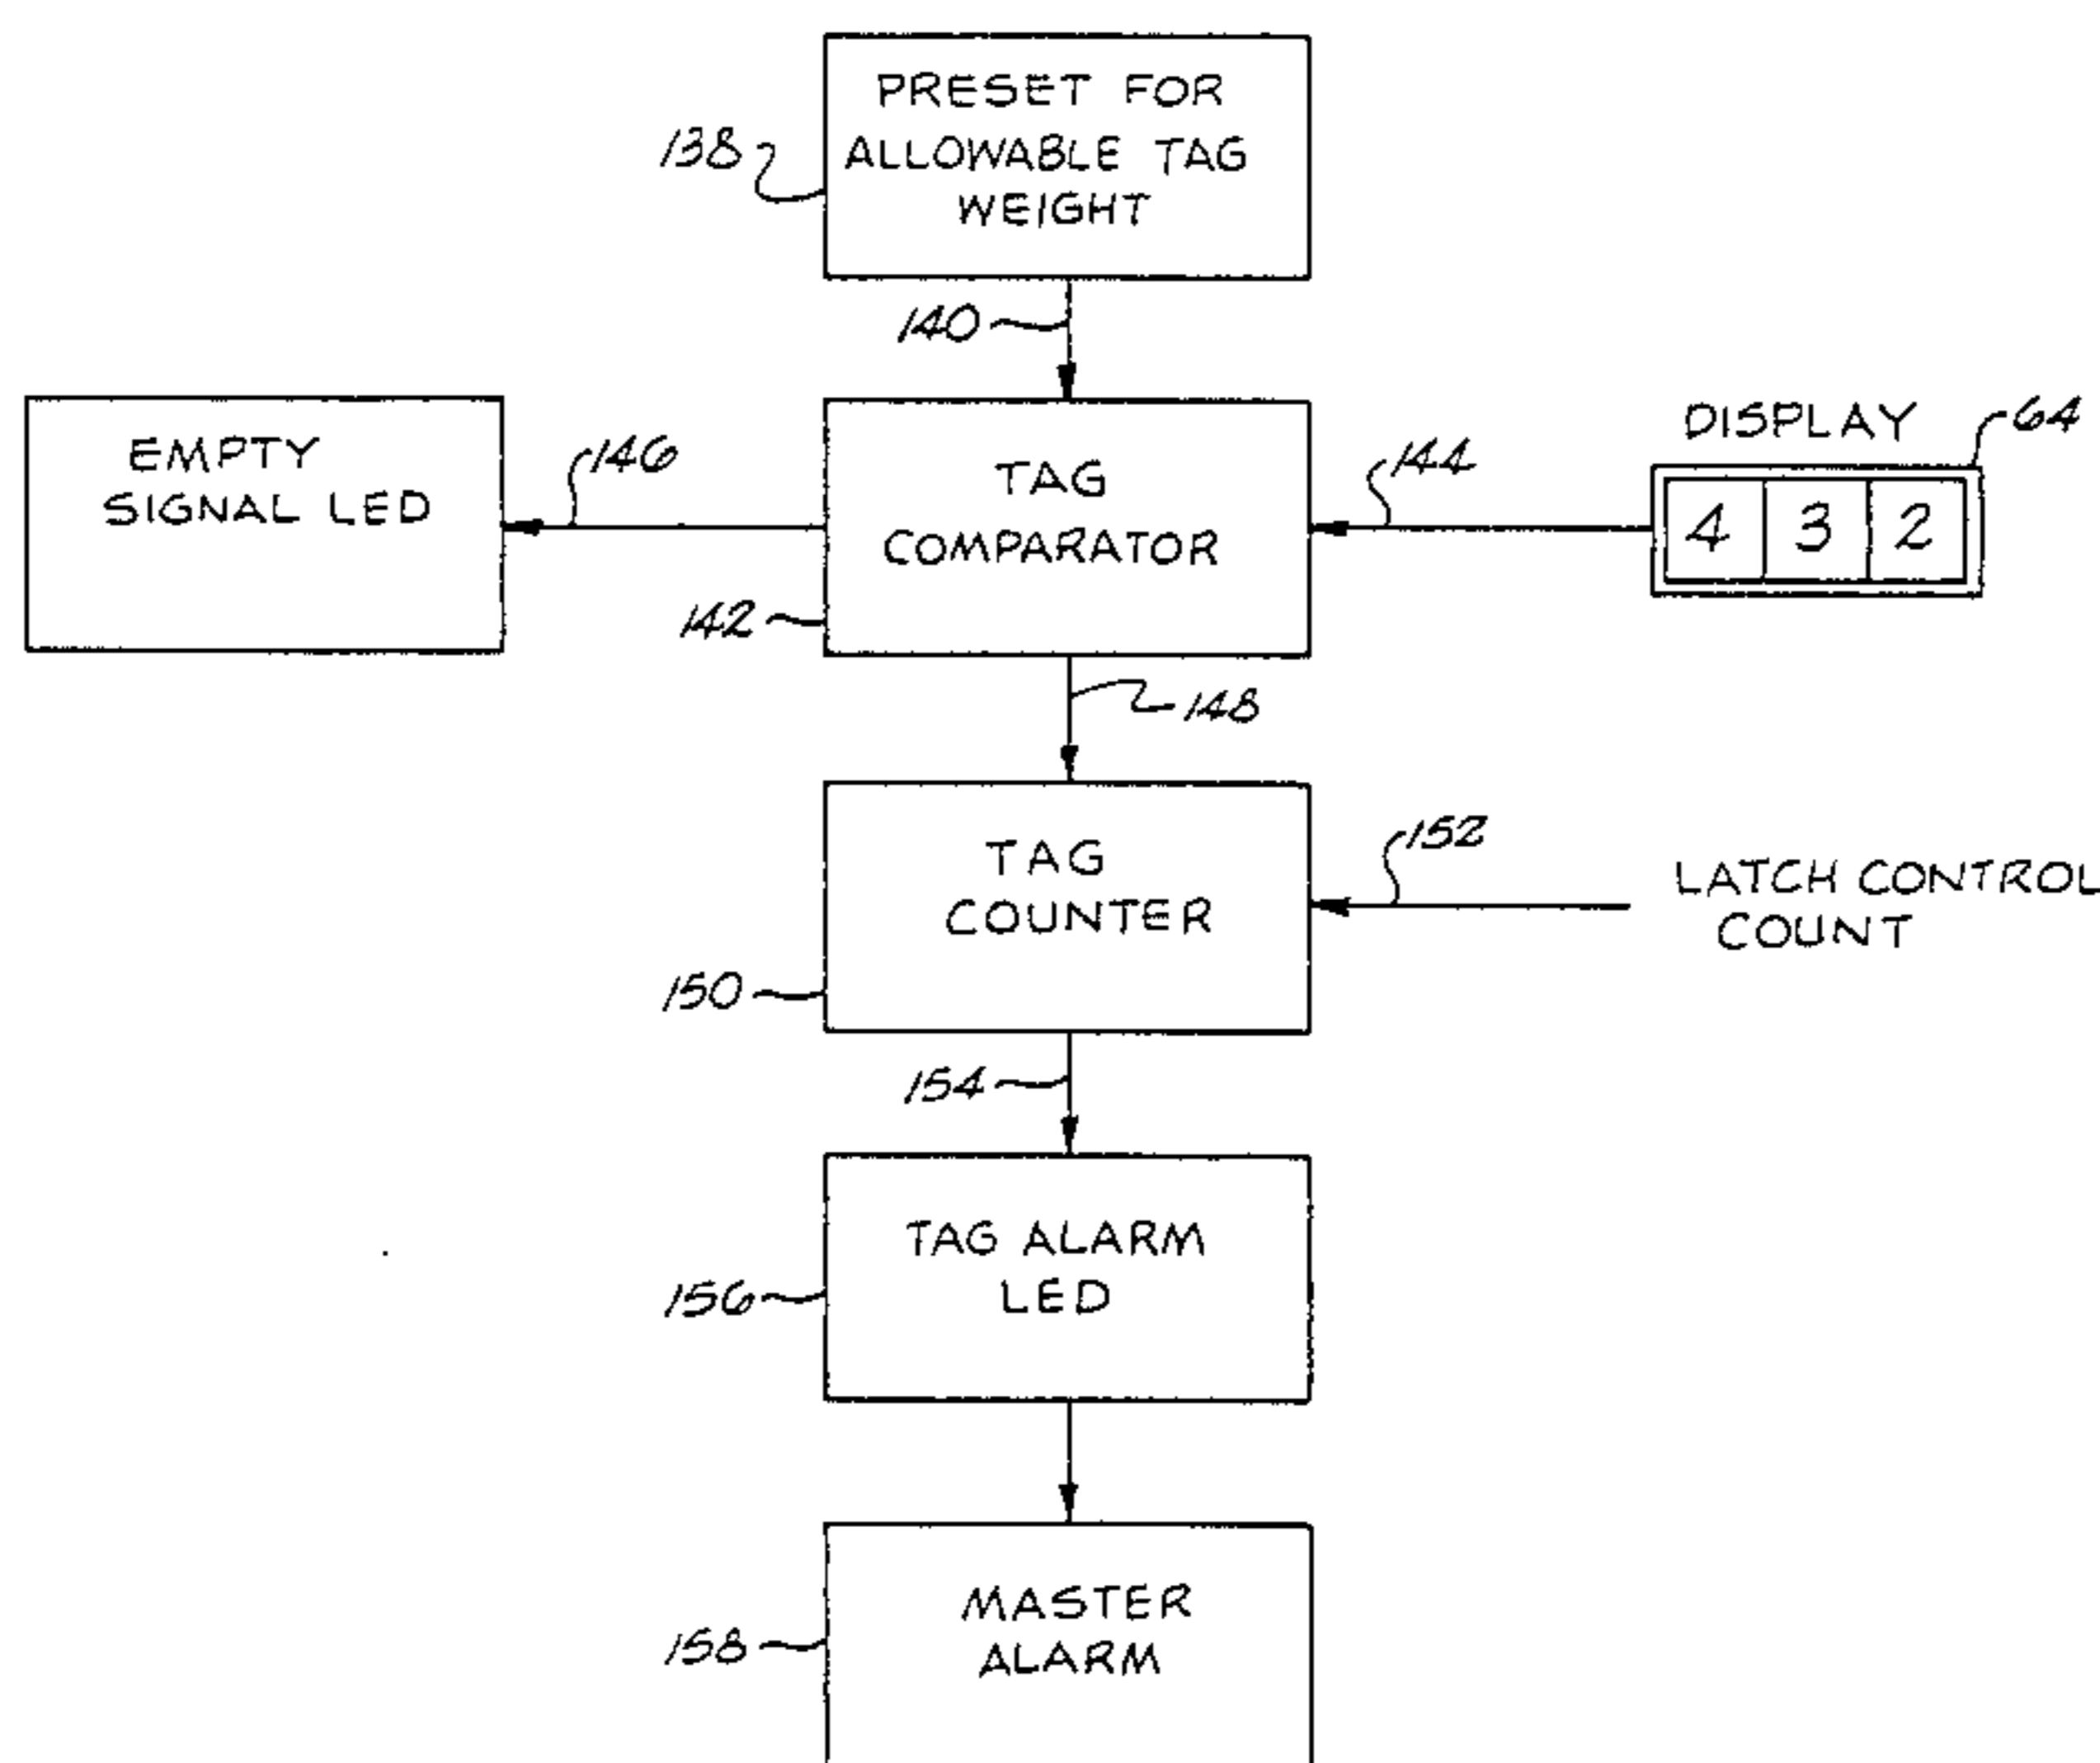 PRESET FOR
ALLOWABLE TAG
WEIGHT
138
140
EMPTY
SIGNAL LED
146
TAG
COMPARATOR
142
144
DISPLAY
64
4 3 2
148
TAG
COUNTER
150
152
LATCH CONTROL
COUNT
154
TAG ALARM
LED
156
MASTER
ALARM
158